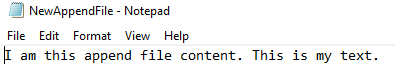 NewAppendFile - Notepad
File Edit Format View Help
I am this append file content. This is my text.